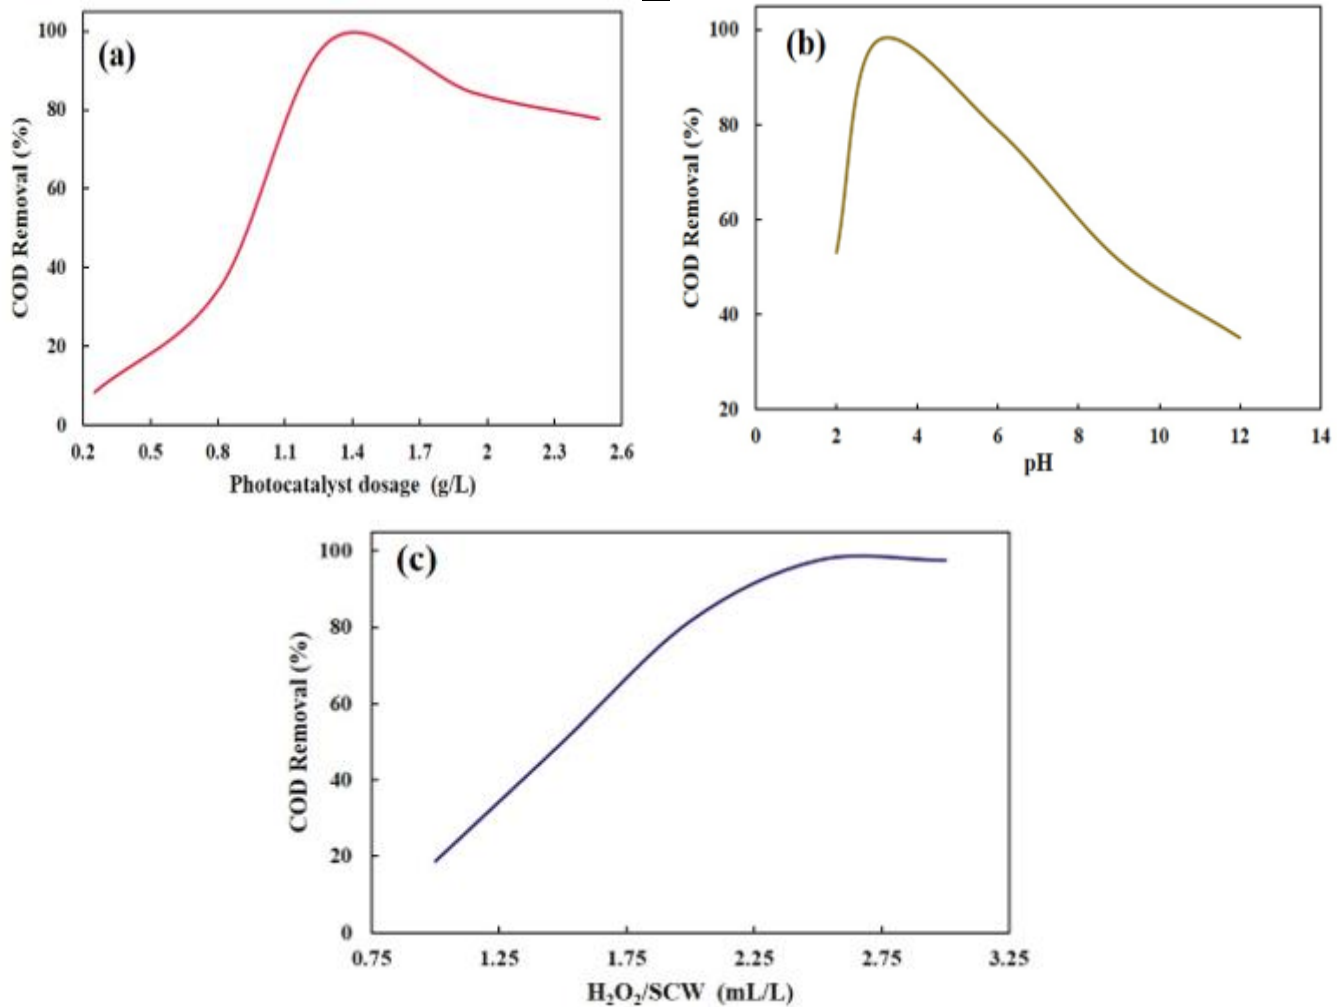 (a)
COD Removal (%)
100
80
60
40
20
0
0.2 0.5 0.8 1.1 1.4 1.7 2 2.3 2.6
Photocatalyst dosage (g/L)
(b)
COD Removal (%)
100
80
60
40
20
0 2 4 6 8 10 12 14
pH
(c)
COD Removal (%)
100
80
60
40
20
0
0.75 1.25 1.75 2.25 2.75 3.25
H₂O₂/SCW (mL/L)